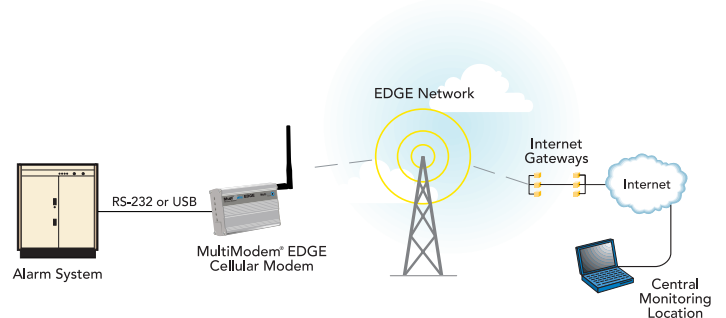 EDGE Network
Internet
Gateways
Internet
RS-232 or USB
MultiModem® EDGE
Cellular Modem
Alarm System
Central
Monitoring
Location